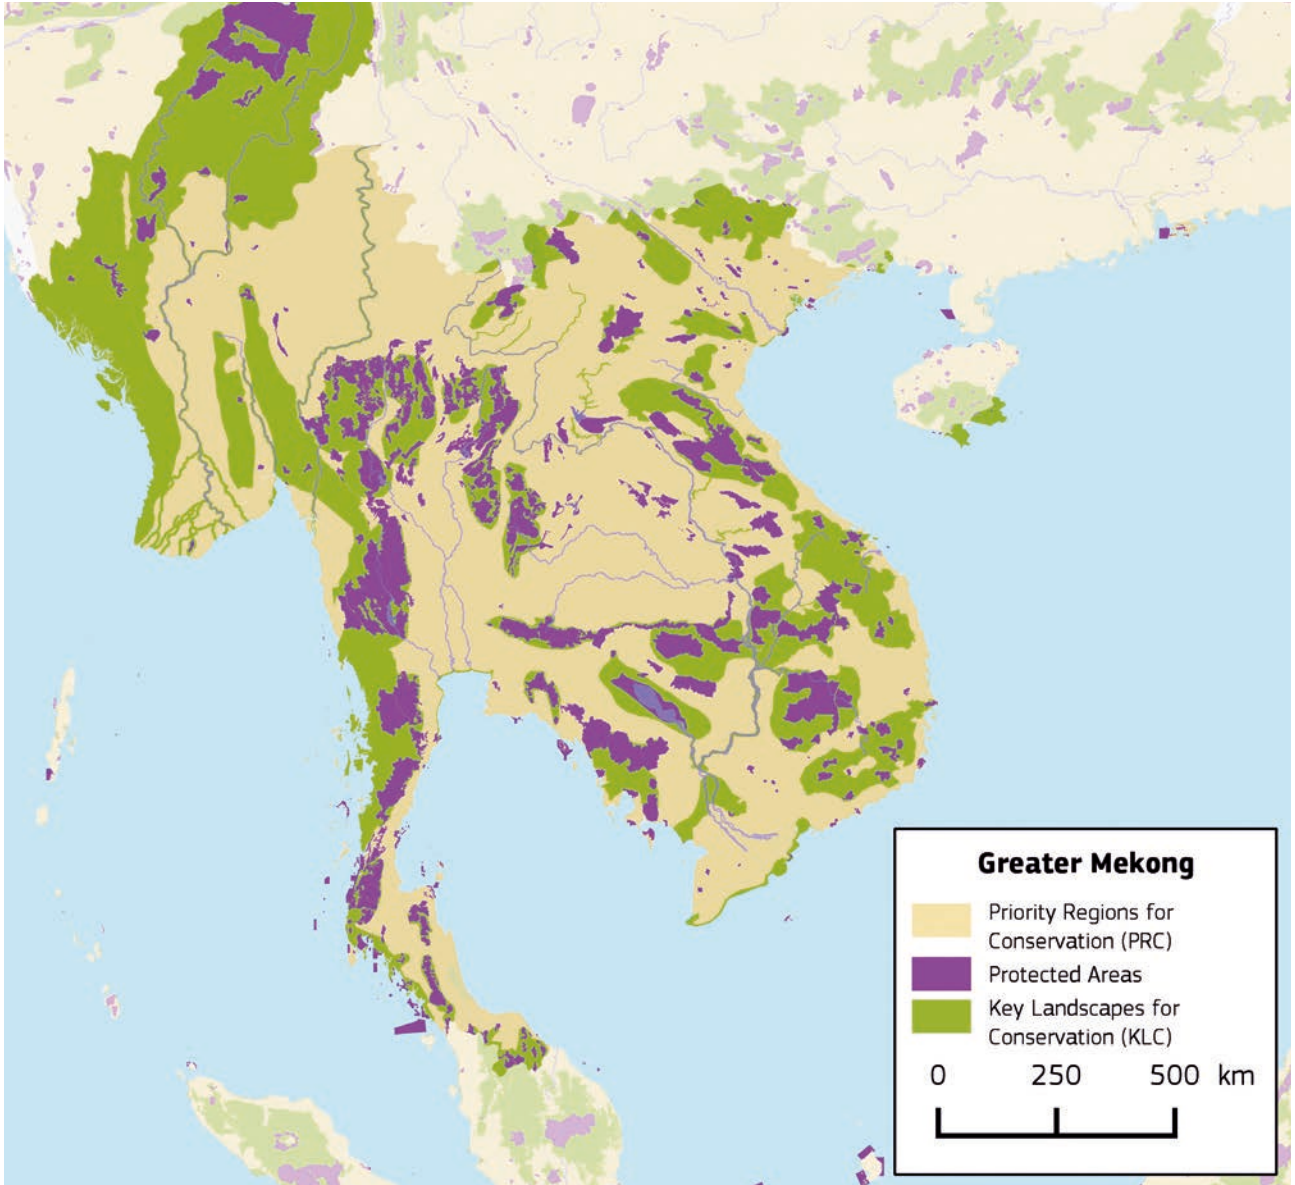 Greater Mekong
Priority Regions for
Conservation (PRC)
Protected Areas
Key Landscapes for
Conservation (KLC)
0 250 500 km